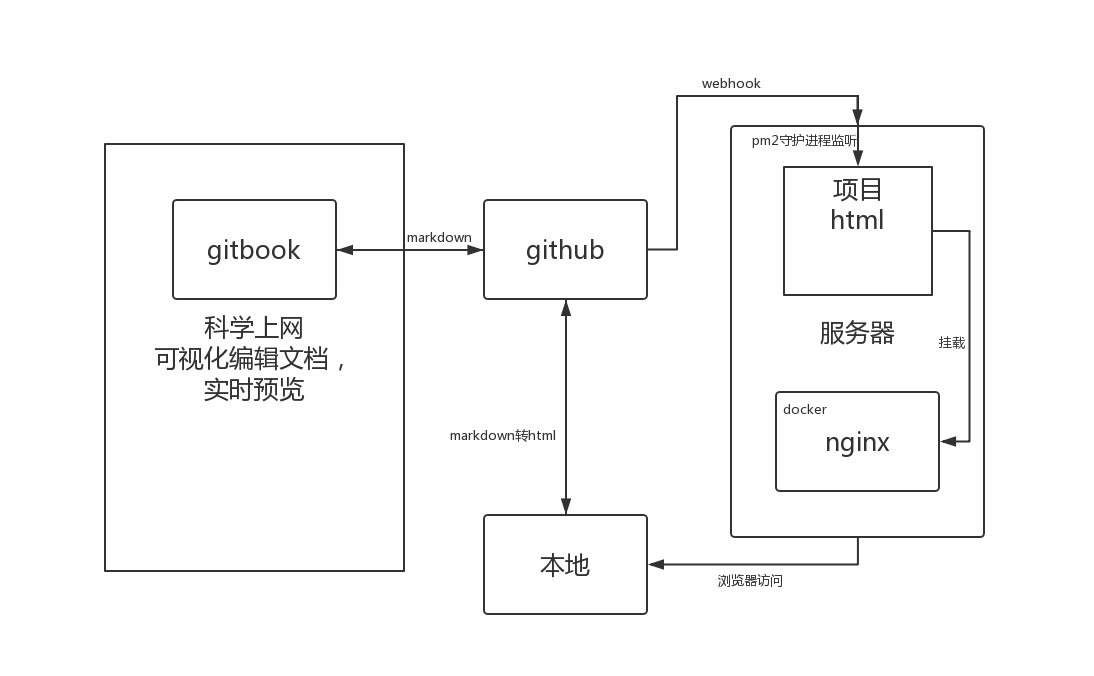 webhook
pm2守护进程监听
项目
html
gitbook
markdown
github
科学上网
可视化编辑文档，
实时预览
服务器
挂载
docker
nginx
markdown转html
本地
浏览器访问